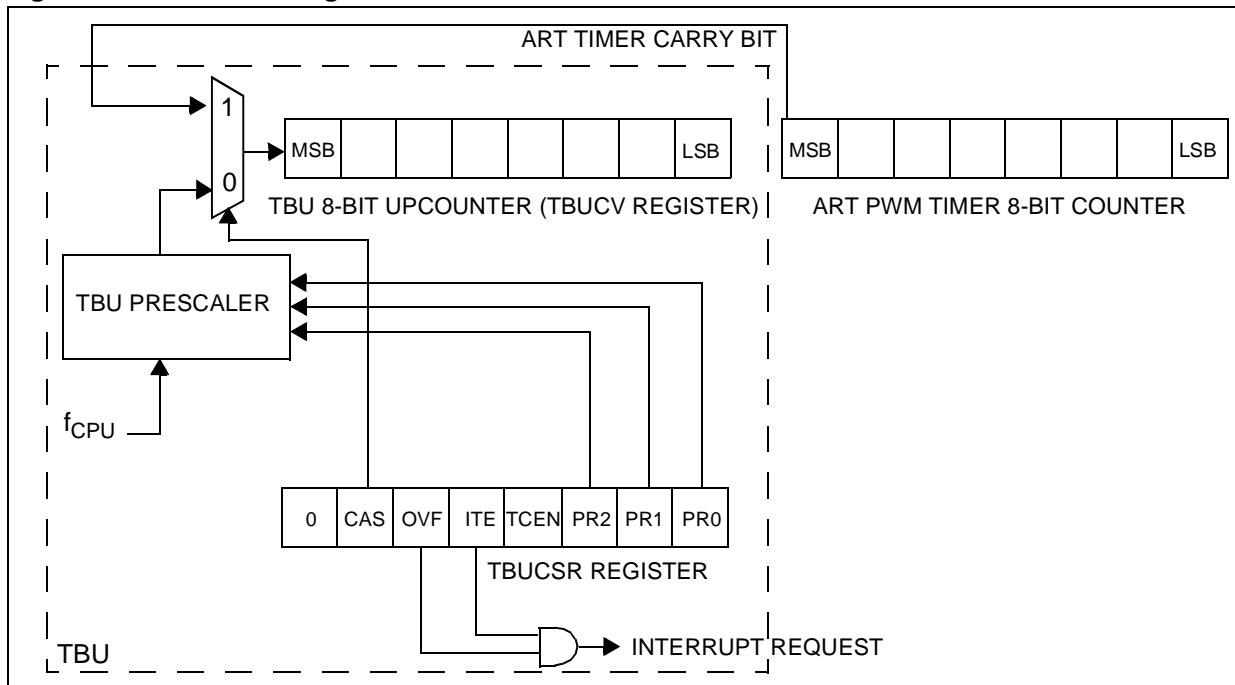 ART TIMER CARRY BIT
1
MSB
LSB
MSB
LSB
0
TBU 8-BIT UPCOUNTER (TBUCV REGISTER)
ART PWM TIMER 8-BIT COUNTER
TBU PRESCALER
fCPU
0 CAS OVF ITE TCEN PR2 PR1 PR0
TBUCSR REGISTER
INTERRUPT REQUEST
TBU